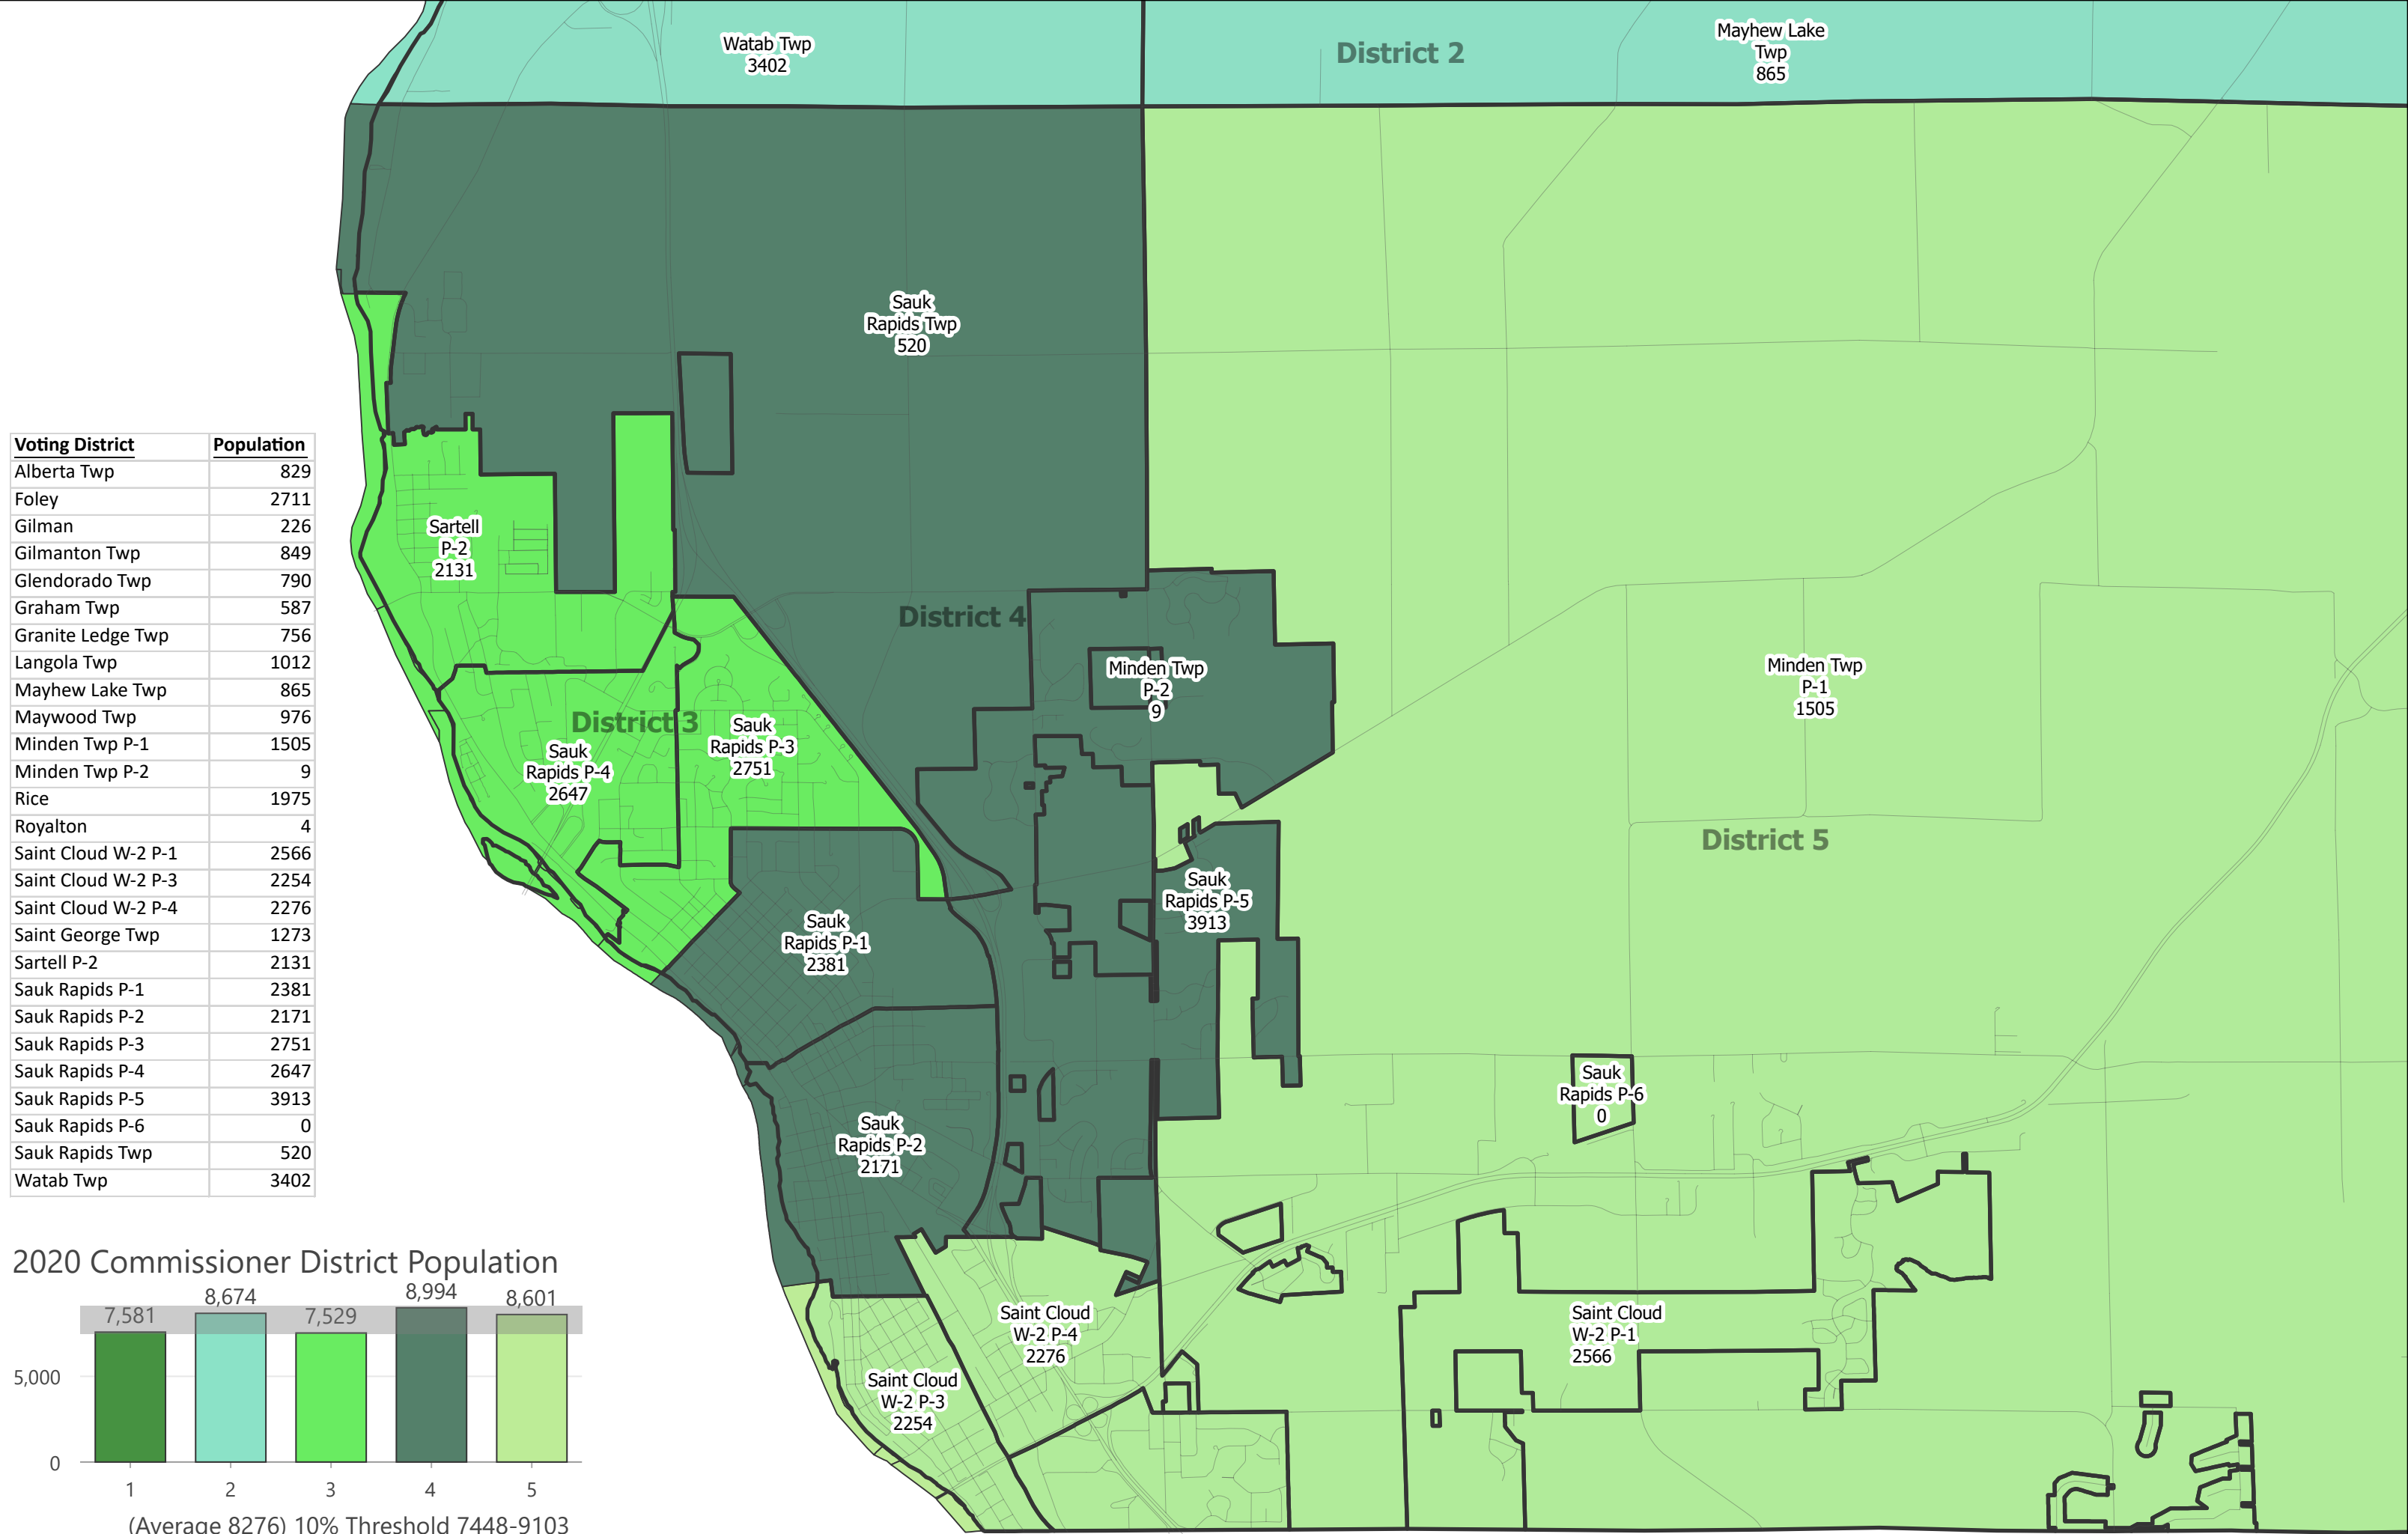 Watab Twp
3402
District 2
Mayhew Lake
Twp
865
Sauk
Rapids Twp
520
Sartell
P-2
2131
District 4
Minden Twp
P-2
9
Minden Twp
P-1
1505
District 3
Sauk
Rapids P-4
2647
Sauk
Rapids P-3
2751
District 5
Sauk
Rapids P-5
3913
Sauk
Rapids P-1
2381
Sauk
Rapids P-6
0
Sauk
Rapids P-2
2171
Saint Cloud
W-2 P-4
2276
Saint Cloud
W-2 P-1
2566
Saint Cloud
W-2 P-3
2254
Voting District Population
Alberta Twp 829
Foley 2711
Gilman 226
Gilmanton Twp 849
Glendorado Twp 790
Graham Twp 587
Granite Ledge Twp 756
Langola Twp 1012
Mayhew Lake Twp 865
Maywood Twp 976
Minden Twp P-1 1505
Minden Twp P-2 9
Rice 1975
Royalton 4
Saint Cloud W-2 P-1 2566
Saint Cloud W-2 P-3 2254
Saint Cloud W-2 P-4 2276
Saint George Twp 1273
Sartell P-2 2131
Sauk Rapids P-1 2381
Sauk Rapids P-2 2171
Sauk Rapids P-3 2751
Sauk Rapids P-4 2647
Sauk Rapids P-5 3913
Sauk Rapids P-6 0
Sauk Rapids Twp 520
Watab Twp 3402
2020 Commissioner District Population
7,581 8,674 7,529 8,994 8,601
5,000
0
1 2 3 4 5
(Average 8276) 10% Threshold 7448-9103